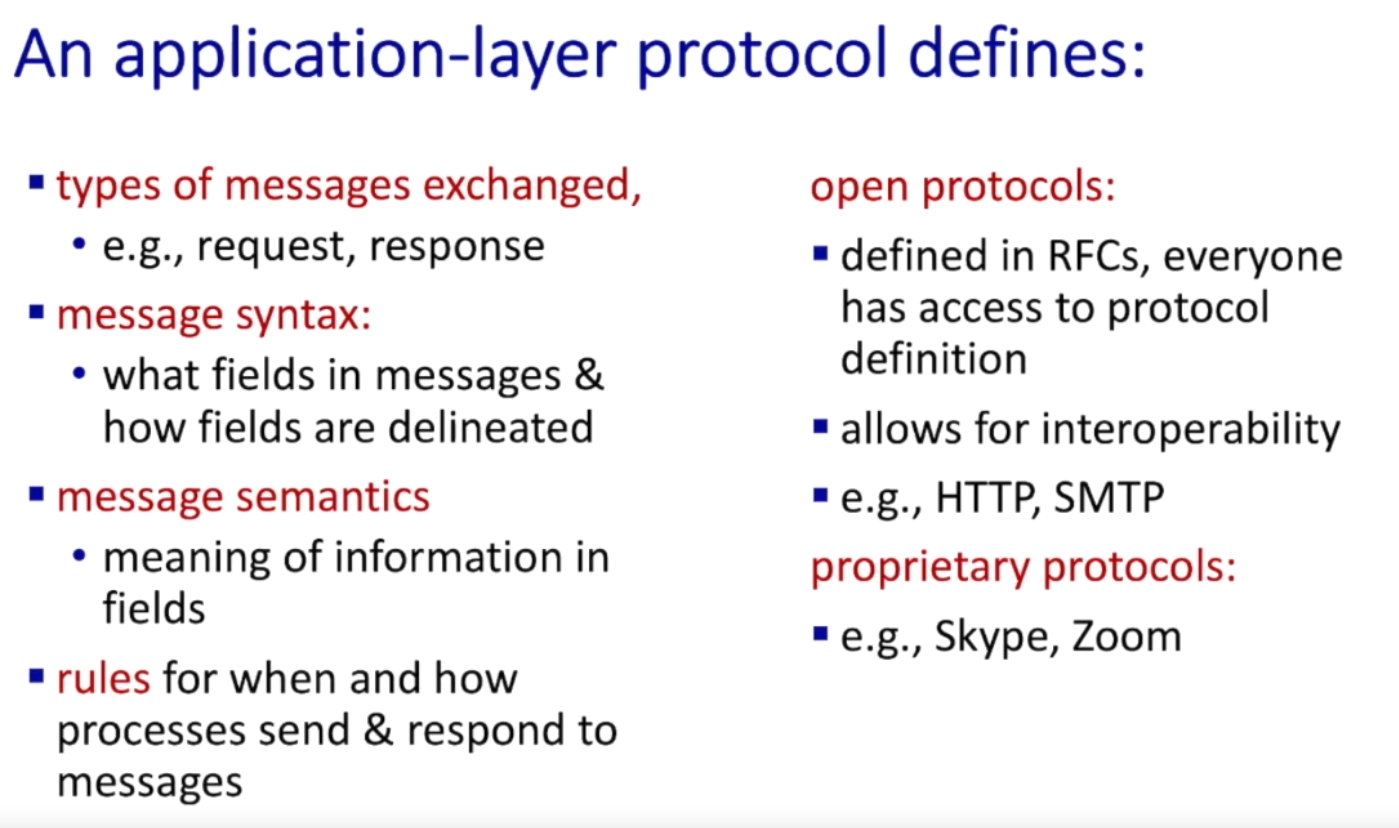 An application-layer protocol defines:
▪ types of messages exchanged,
• e.g., request, response
▪ message syntax:
• what fields in messages &
how fields are delineated
▪ message semantics
• meaning of information in
fields
▪ rules for when and how
processes send & respond to
messages
open protocols:
▪ defined in RFCs, everyone
has access to protocol
definition
▪ allows for interoperability
▪ e.g., HTTP, SMTP
proprietary protocols:
▪ e.g., Skype, Zoom